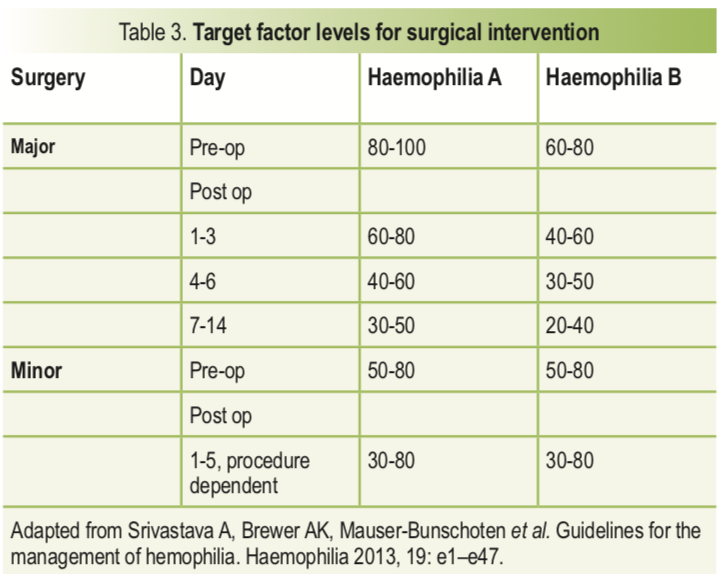 Table 3. Target factor levels for surgical intervention
Surgery Day Haemophilia A Haemophilia B
Major Pre-op 80-100 60-80
Post op
1-3 60-80 40-60
4-6 40-60 30-50
7-14 30-50 20-40
Minor Pre-op 50-80 50-80
Post op
1-5, procedure 30-80 30-80
dependent
Adapted from Srivastava A, Brewer AK, Mauser-Bunschoten et al. Guidelines for the
management of hemophilia. Haemophilia 2013, 19: e1–e47.